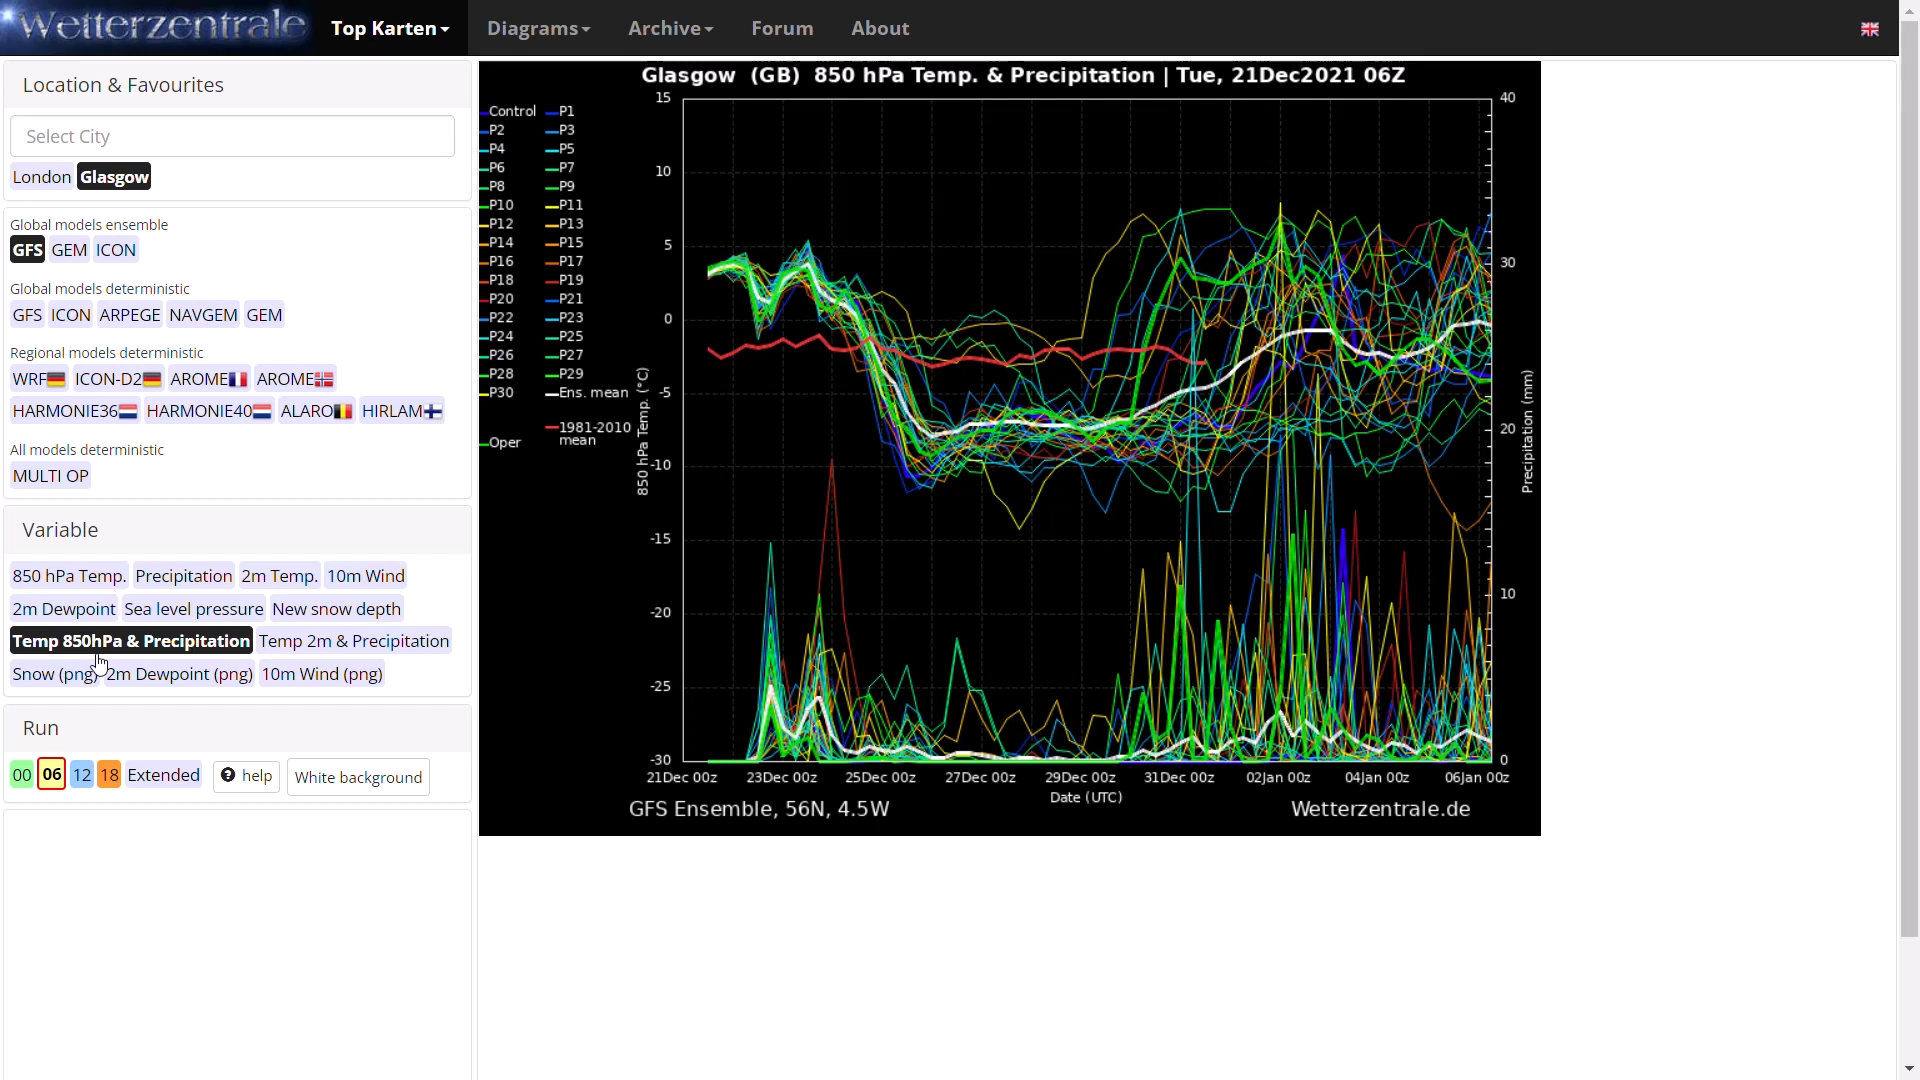 Wetterzentrale Top Karten Diagrams Archive Forum About
Location & Favourites
Select City
London Glasgow
Global models ensemble
GFS GEM ICON
Global models deterministic
GFS ICON ARPEGE NAVGEM GEM
Regional models deterministic
WRF ICON-D2 AROME AROME
HARMONIE36 HARMONIE40 ALARO HIRLAM
All models deterministic
MULTI OP
Variable
850 hPa Temp. Precipitation 2m Temp. 10m Wind
2m Dewpoint Sea level pressure New snow depth
Temp 850hPa & Precipitation Temp 2m & Precipitation
Snow (png) 2m Dewpoint (png) 10m Wind (png)
Run
00 06 12 18 Extended help White background
Glasgow (GB) 850 hPa Temp. & Precipitation | Tue, 21Dec2021 06Z
Control P1
P2 P3
P4 P5
P6 P7
P8 P9
P10 P11
P12 P13
P14 P15
P16 P17
P18 P19
P20 P21
P22 P23
P24 P25
P26 P27
P28 P29
P30 Ens. mean
Oper 1981-2010
mean
850 hPa Temp. (°C)
15
10
5
0
-5
-10
-15
-20
-25
-30
40
30
20
10
0
Precipitation (mm)
21Dec 00z 23Dec 00z 25Dec 00z 27Dec 00z 29Dec 00z 31Dec 00z 02Jan 00z 04Jan 00z 06Jan 00z
Date (UTC)
GFS Ensemble, 56N, 4.5W Wetterzentrale.de